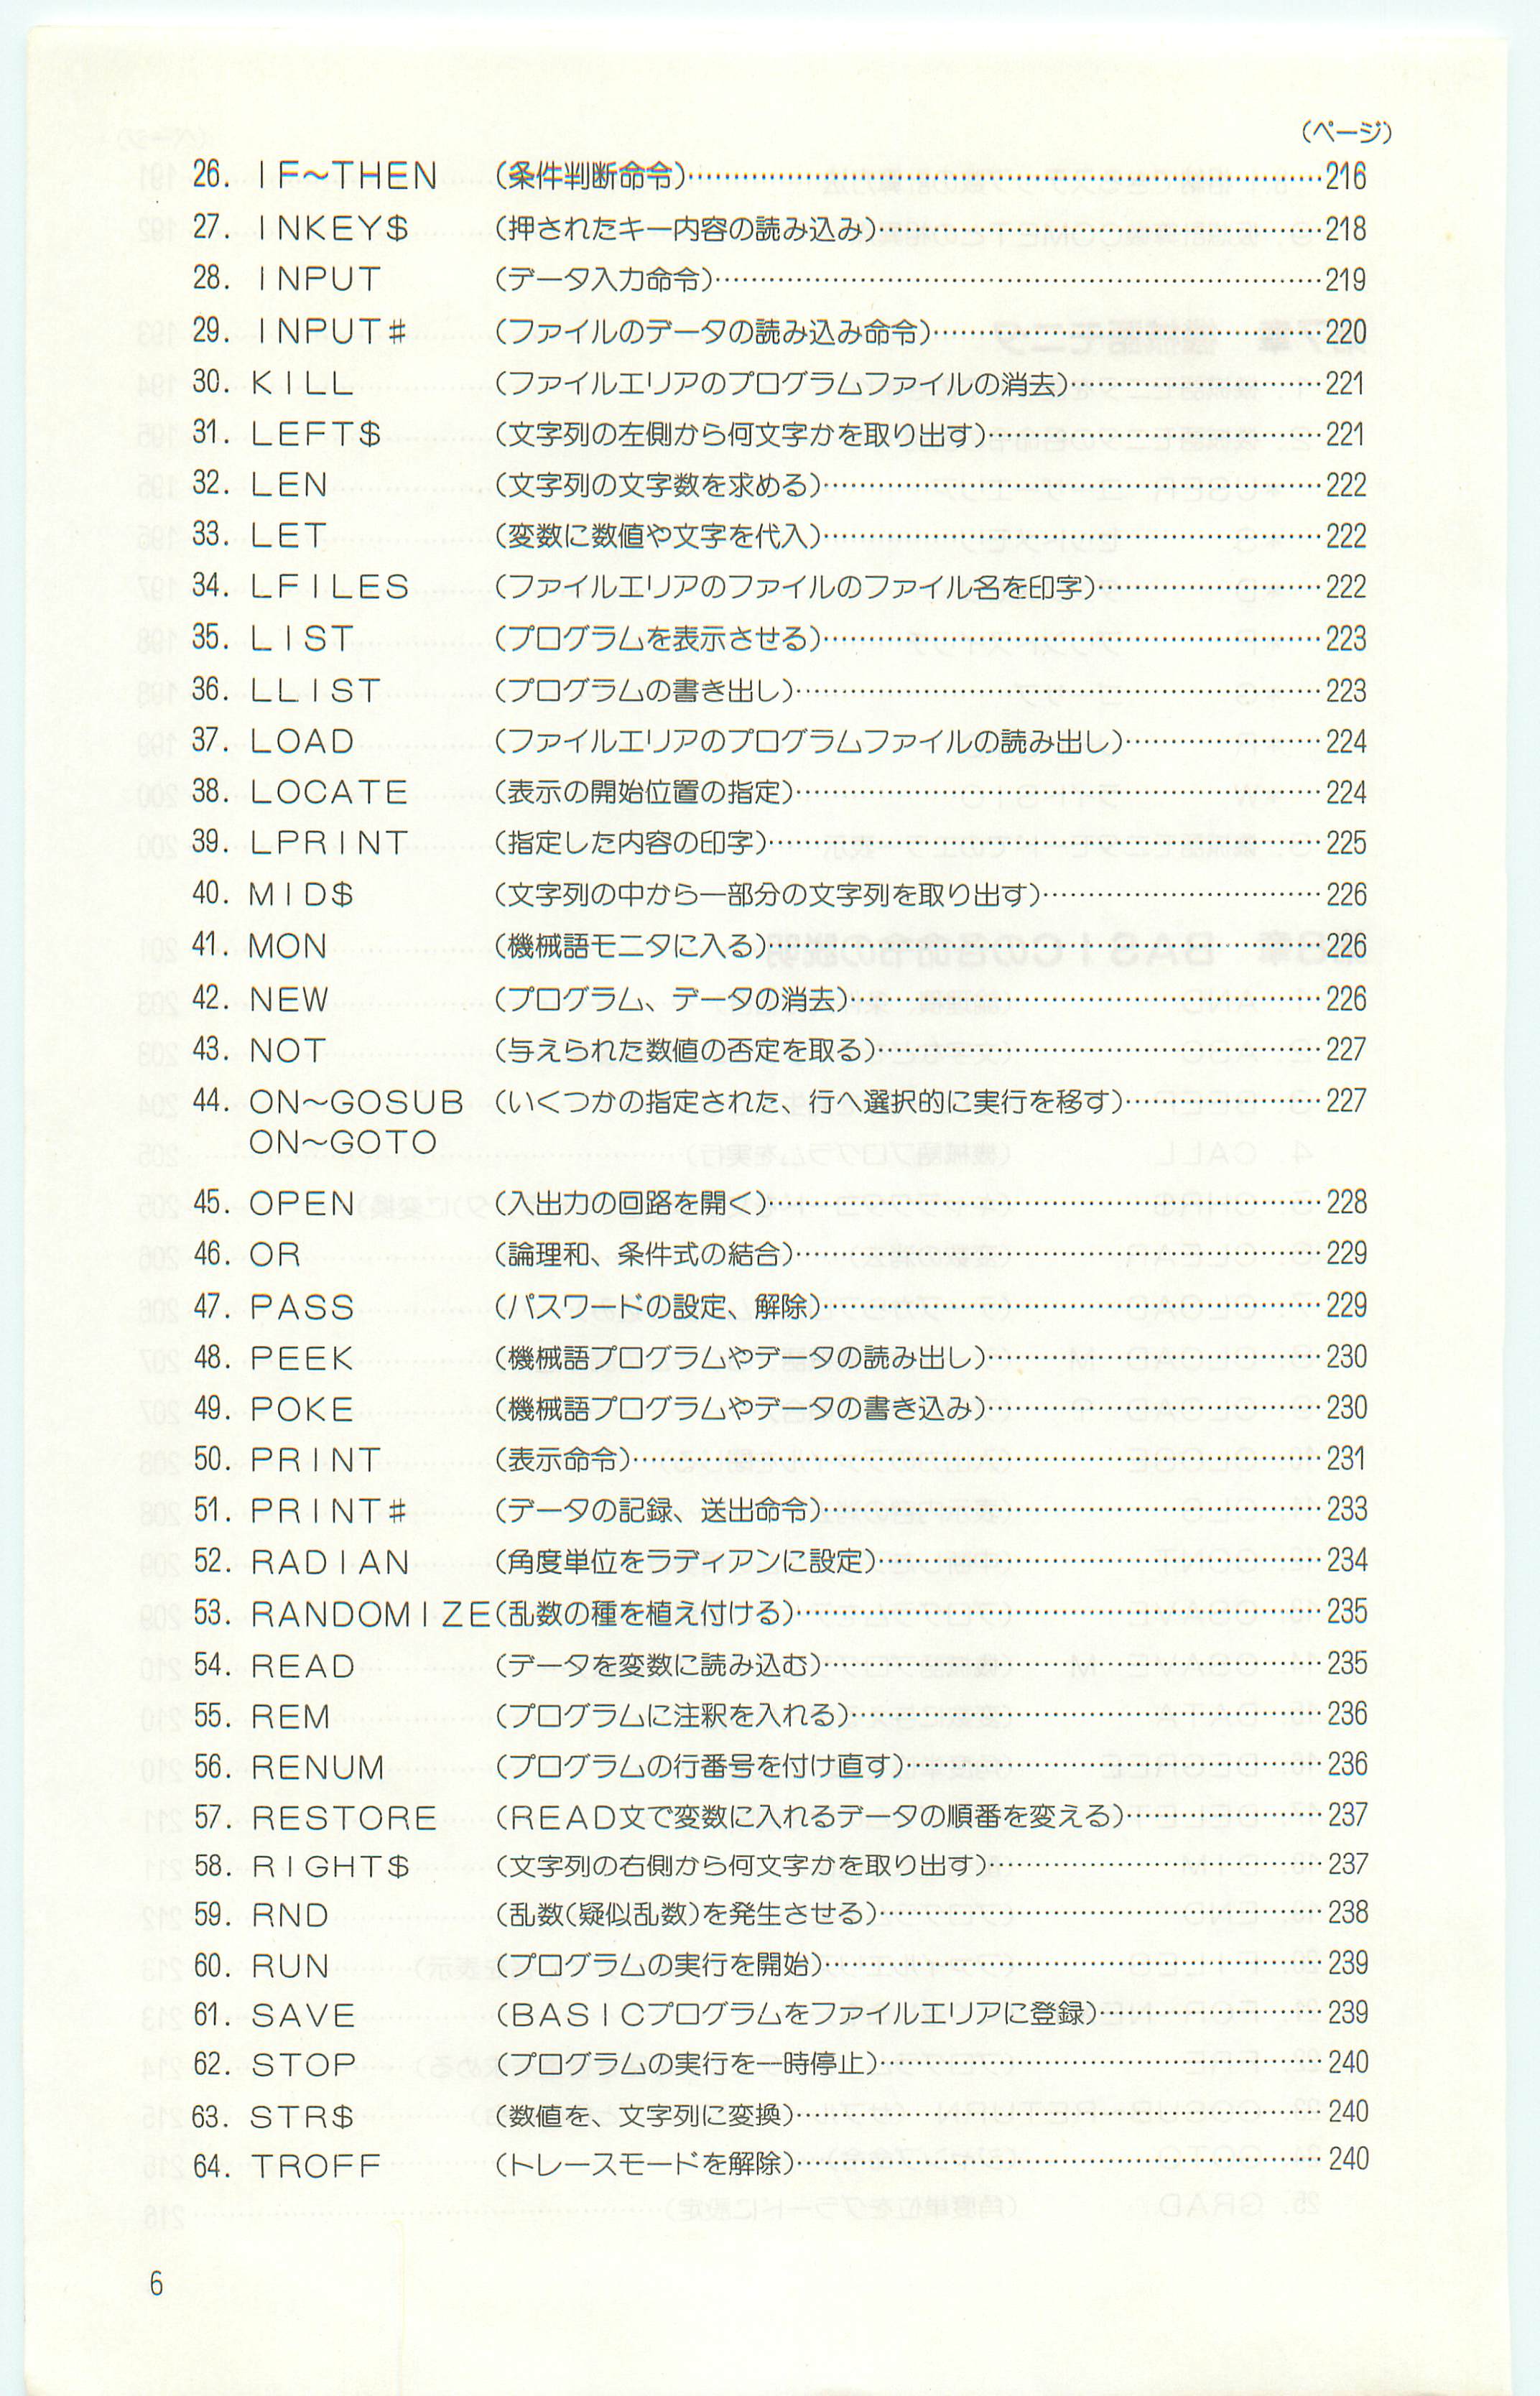 （ページ）
26. IF～THEN （条件判断命令）…………216
27. INKEY$ （押されたキー内容の読み込み）…………218
28. INPUT （データ入力命令）…………219
29. INPUT# （ファイルのデータの読み込み命令）…………220
30. KILL （ファイルエリアのプログラムファイルの消去）…………221
31. LEFT$ （文字列の左側から何文字かを取り出す）…………221
32. LEN （文字列の文字数を求める）…………222
33. LET （変数に数値や文字を代入）…………222
34. LFILES （ファイルエリアのファイルのファイル名を印字）…………222
35. LIST （プログラムを表示させる）…………223
36. LLIST （プログラムの書き出し）…………223
37. LOAD （ファイルエリアのプログラムファイルの読み出し）…………224
38. LOCATE （表示の開始位置の指定）…………224
39. LPRINT （指定した内容の印字）…………225
40. MID$ （文字列の中から一部分の文字列を取り出す）…………226
41. MON （機械語モニタに入る）…………226
42. NEW （プログラム、データの消去）…………226
43. NOT （与えられた数値の否定を取る）…………227
44. ON～GOSUB （いくつかの指定された、行へ選択的に実行を移す）…………227
ON～GOTO
45. OPEN （入出力の回路を開く）…………228
46. OR （論理和、条件式の結合）…………229
47. PASS （パスワードの設定、解除）…………229
48. PEEK （機械語プログラムやデータの読み出し）…………230
49. POKE （機械語プログラムやデータの書き込み）…………230
50. PRINT （表示命令）…………231
51. PRINT# （データの記録、送出命令）…………233
52. RADIAN （角度単位をラディアンに設定）…………234
53. RANDOMIZE（乱数の種を植え付ける）…………235
54. READ （データを変数に読み込む）…………235
55. REM （プログラムに注釈を入れる）…………236
56. RENUM （プログラムの行番号を付け直す）…………236
57. RESTORE （READ文で変数に入れるデータの順番を変える）…………237
58. RIGHT$ （文字列の右側から何文字かを取り出す）…………237
59. RND （乱数（疑似乱数）を発生させる）…………238
60. RUN （プログラムの実行を開始）…………239
61. SAVE （BASICプログラムをファイルエリアに登録）…………239
62. STOP （プログラムの実行を一時停止）…………240
63. STR$ （数値を、文字列に変換）…………240
64. TROFF （トレースモードを解除）…………240
6